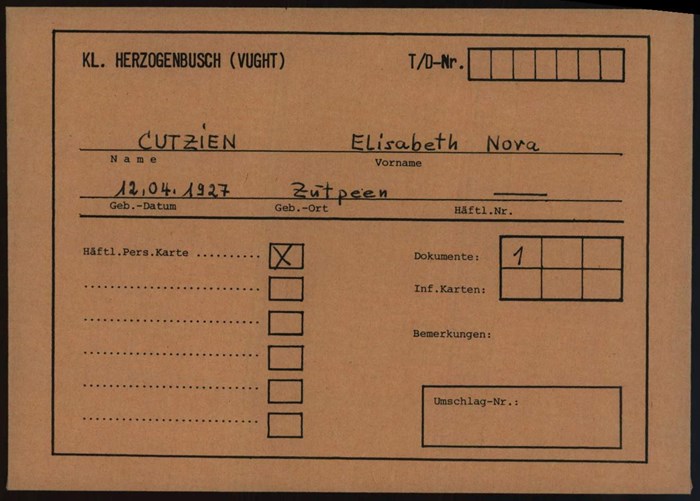 KL. HERZOGENBUSCH (VUGHT) T/D-Nr.
CUTZIEN Elisabeth Nora
Name Vorname
12.04.1927 Zutpeen —
Geb.-Datum Geb.-Ort Häftl.Nr.
Häftl.Pers.Karte .......... X
Dokumente: 1
Inf.Karten:
Bemerkungen:
Umschlag-Nr.: